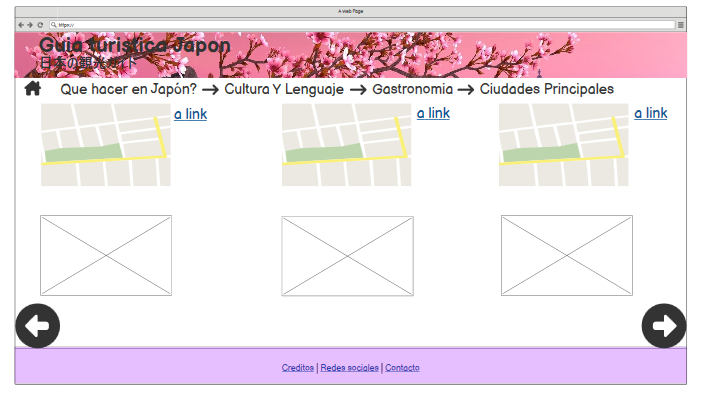 A Web Page
https://
Guia turistica Japon
日本の観光ガイド
Que hacer en Japón? → Cultura Y Lenguaje → Gastronomia → Ciudades Principales
a link
a link
a link
Creditos | Redes sociales | Contacto